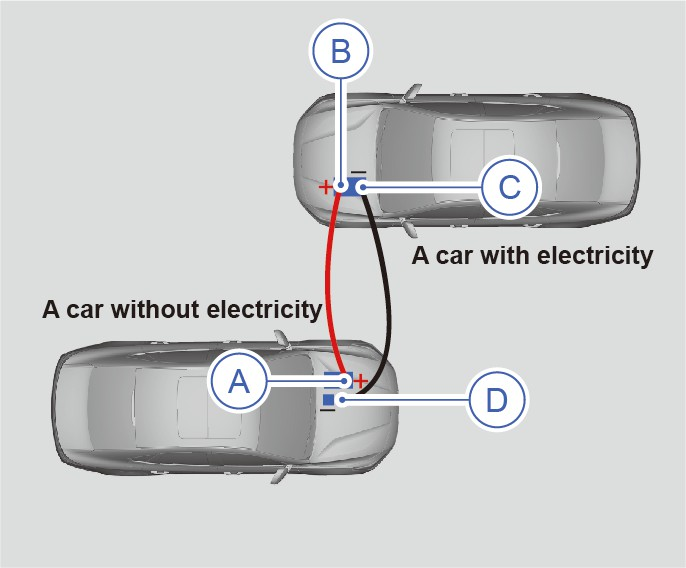 B
−
+
C
A car with electricity
A car without electricity
A
+
D
−